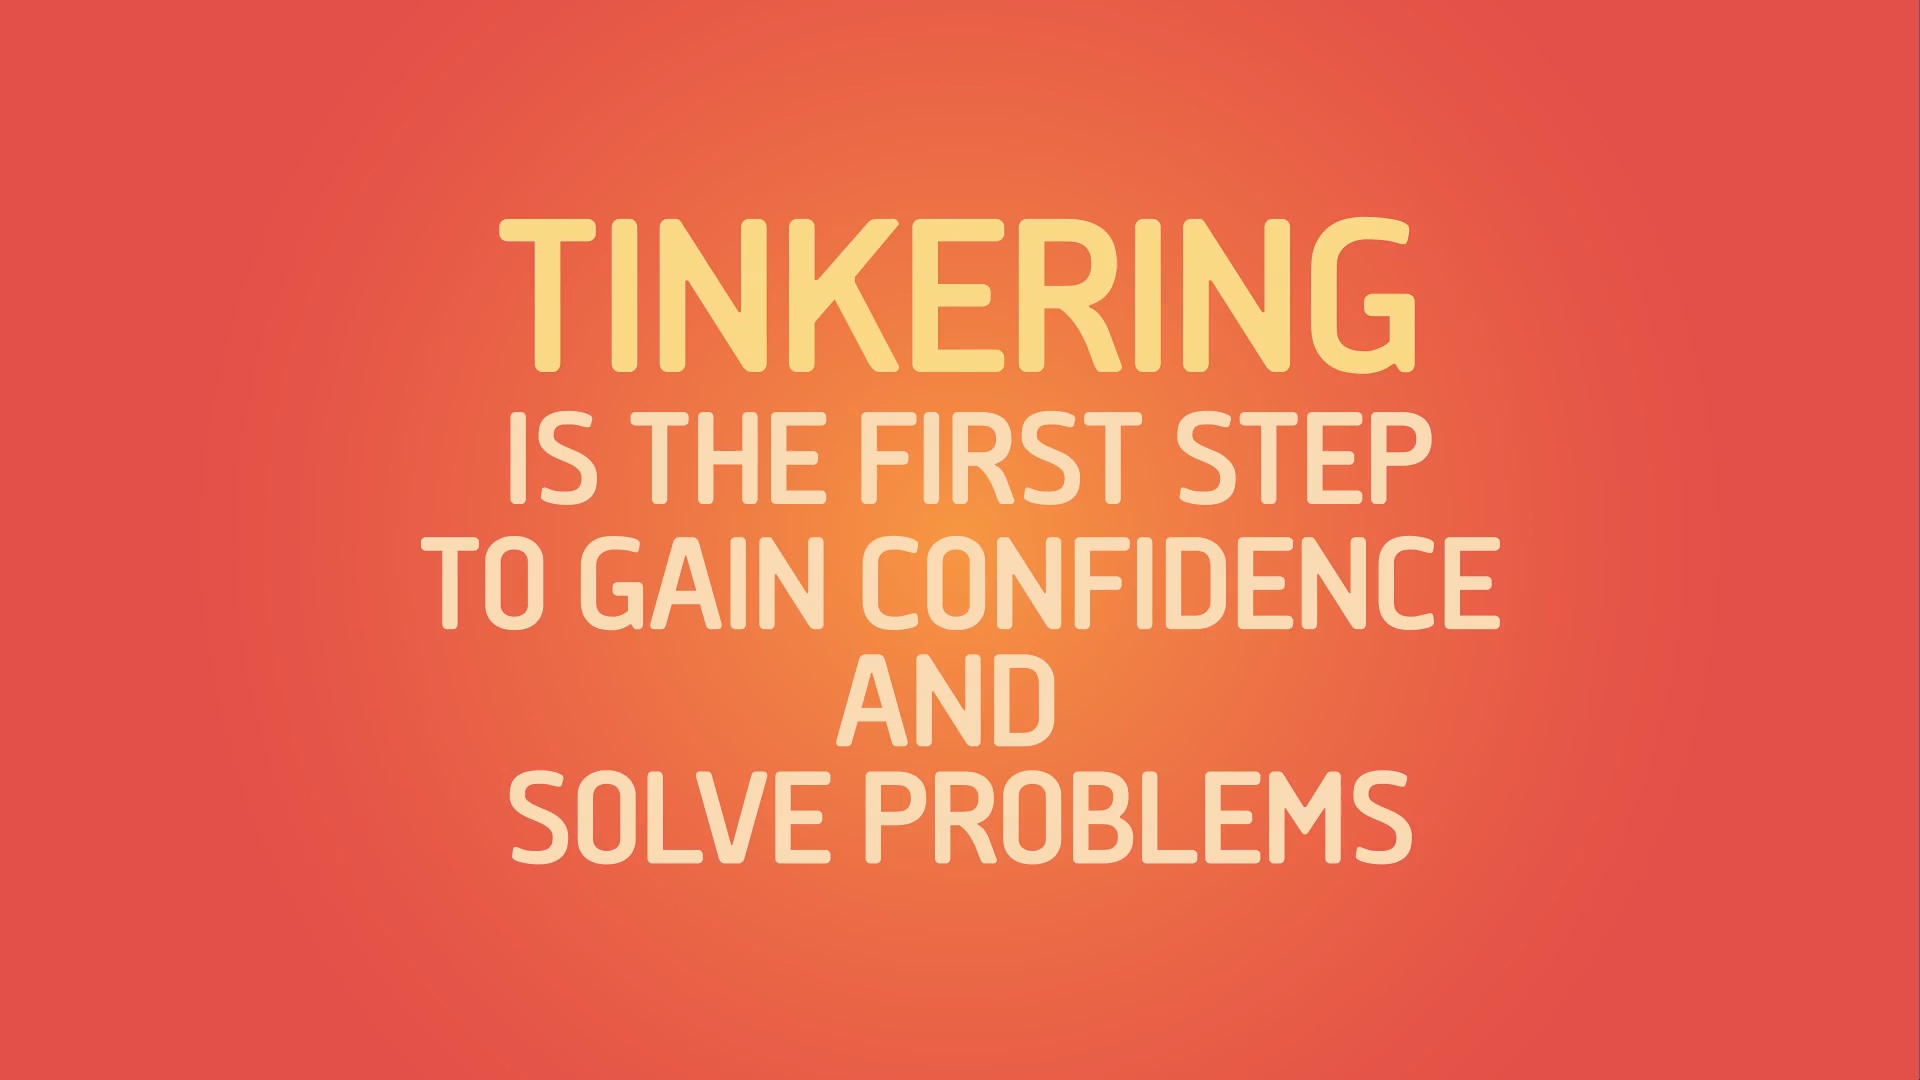 TINKERING
IS THE FIRST STEP
TO GAIN CONFIDENCE
AND
SOLVE PROBLEMS